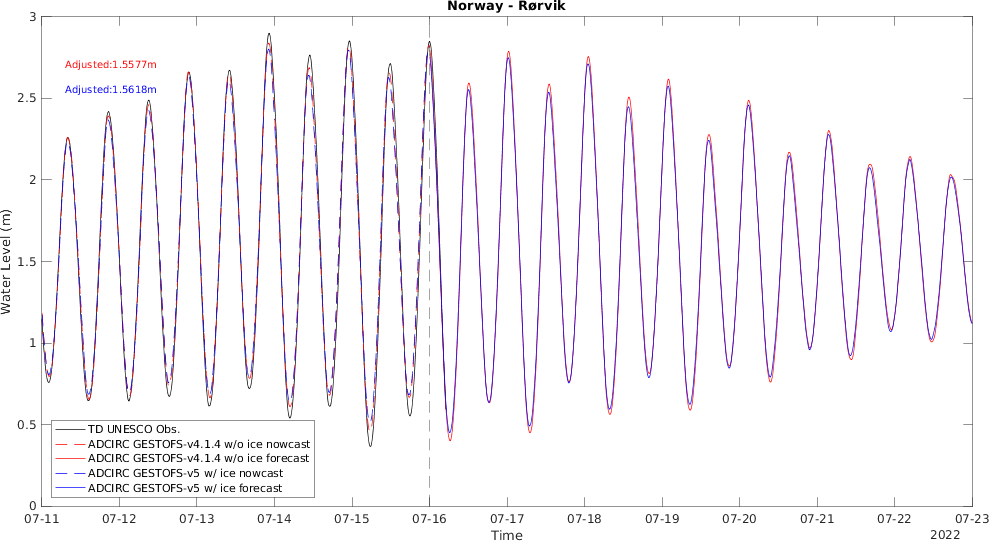 Norway - Rørvik
Adjusted:1.5577m
Adjusted:1.5618m
3
2.5
2
1.5
1
0.5
0
Water Level (m)
TD UNESCO Obs.
ADCIRC GESTOFS-v4.1.4 w/o ice nowcast
ADCIRC GESTOFS-v4.1.4 w/o ice forecast
ADCIRC GESTOFS-v5 w/ ice nowcast
ADCIRC GESTOFS-v5 w/ ice forecast
07-11 07-12 07-13 07-14 07-15 07-16 07-17 07-18 07-19 07-20 07-21 07-22 07-23
Time
2022